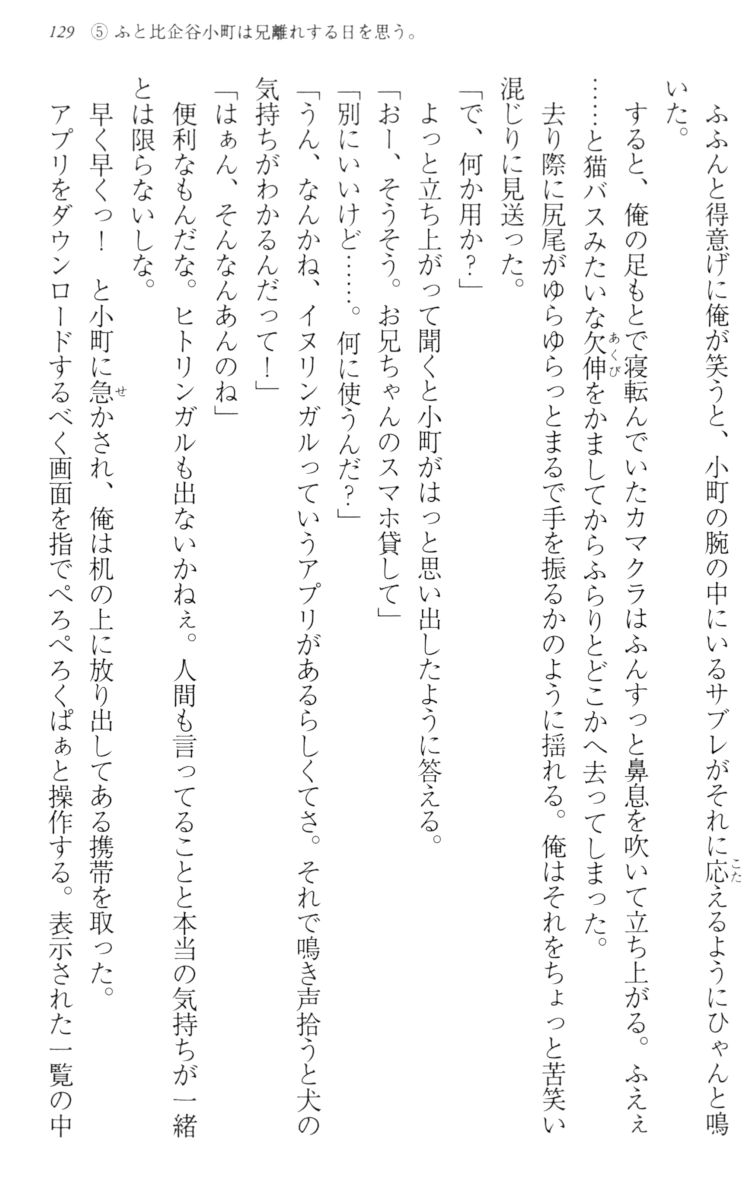 129 ⑤ ふと比企谷小町は兄離れする日を思う。
　ふふんと得意げに俺が笑うと、小町の腕の中にいるサブレがそれに応えるようにひゃんと鳴
いた。
　すると、俺の足もとで寝転んでいたカマクラはふんすっと鼻息を吹いて立ち上がる。ふえぇ
……と猫バスみたいな欠伸をかましてからふらりとどこかへ去ってしまった。
　去り際に尻尾がゆらゆらっとまるで手を振るかのように揺れる。俺はそれをちょっと苦笑い
混じりに見送った。
「で、何か用か？」
　よっと立ち上がって聞くと小町がはっと思い出したように答える。
「おー、そうそう。お兄ちゃんのスマホ貸して」
「別にいいけど……。何に使うんだ？」
「うん、なんかね、イヌリンガルっていうアプリがあるらしくてさ。それで鳴き声拾うと犬の
気持ちがわかるんだって！」
「はぁん、そんなんあんのね」
　便利なもんだな。ヒトリンガルも出ないかねぇ。人間も言ってることと本当の気持ちが一緒
とは限らないしな。
　早く早くっ！　と小町に急かされ、俺は机の上に放り出してある携帯を取った。
　アプリをダウンロードするべく画面を指でぺろぺろくぱぁと操作する。表示された一覧の中